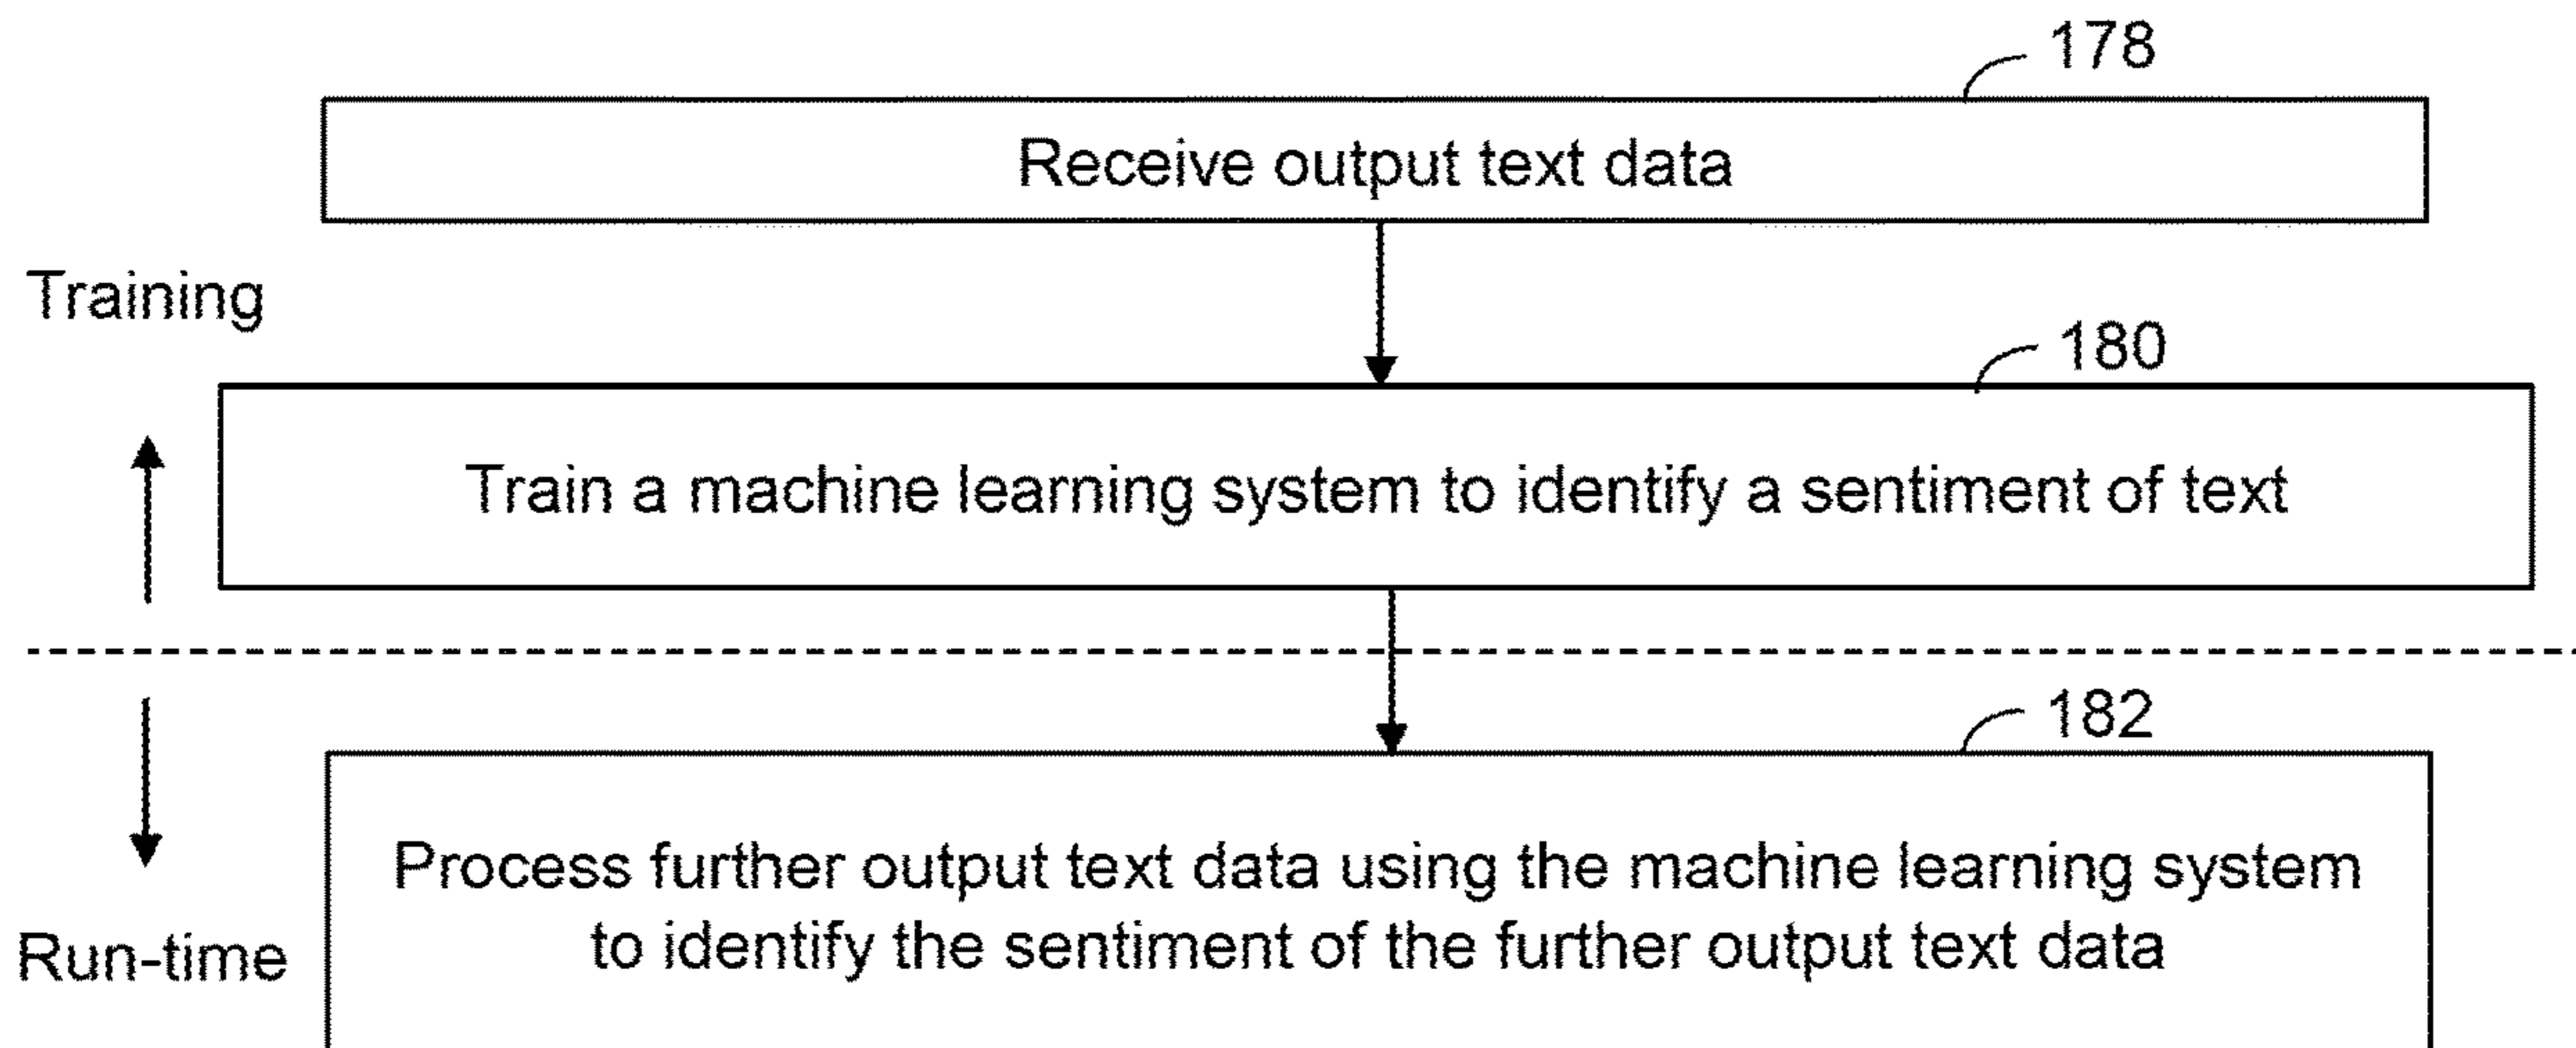 178
Receive output text data
Training
180
Train a machine learning system to identify a sentiment of text
182
Process further output text data using the machine learning system
to identify the sentiment of the further output text data
Run-time